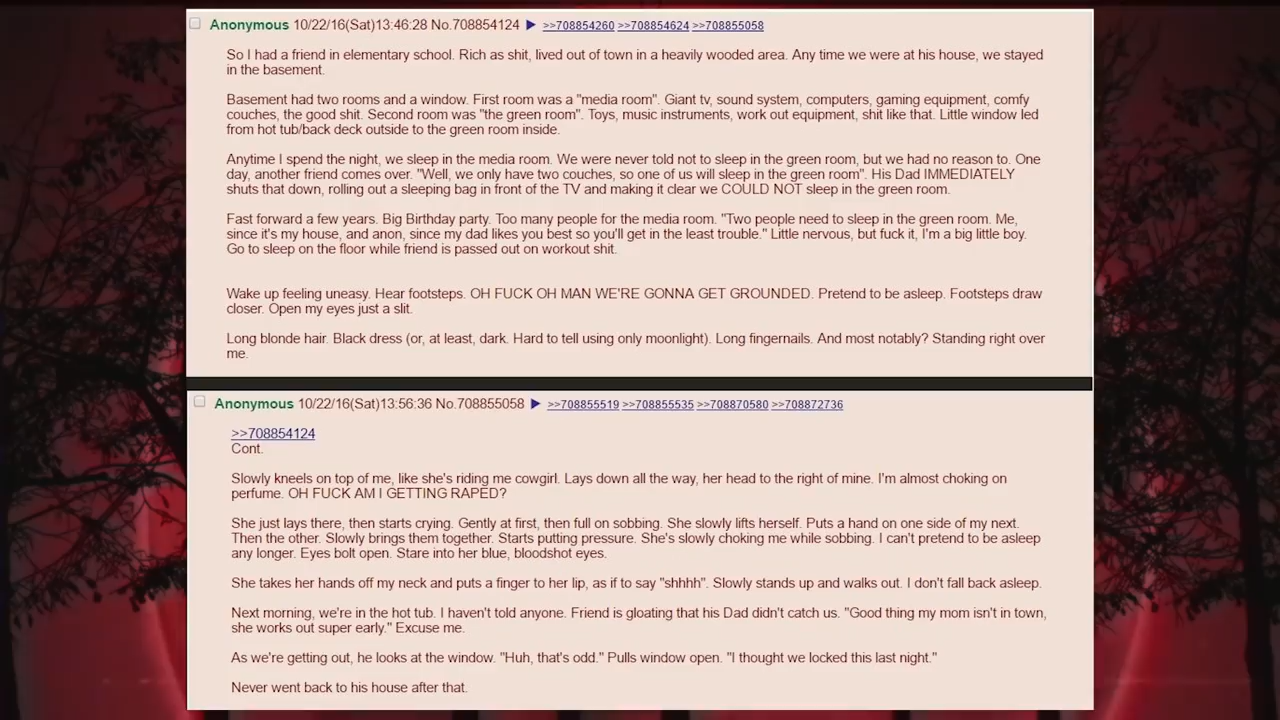 Anonymous 10/22/16(Sat)13:46:28 No.708854124 ▶ >>708854260 >>708854624 >>708855058
So I had a friend in elementary school. Rich as shit, lived out of town in a heavily wooded area. Any time we were at his house, we stayed
in the basement.
Basement had two rooms and a window. First room was a "media room". Giant tv, sound system, computers, gaming equipment, comfy
couches, the good shit. Second room was "the green room". Toys, music instruments, work out equipment, shit like that. Little window led
from hot tub/back deck outside to the green room inside.
Anytime I spend the night, we sleep in the media room. We were never told not to sleep in the green room, but we had no reason to. One
day, another friend comes over. "Well, we only have two couches, so one of us will sleep in the green room". His Dad IMMEDIATELY
shuts that down, rolling out a sleeping bag in front of the TV and making it clear we COULD NOT sleep in the green room.
Fast forward a few years. Big Birthday party. Too many people for the media room. "Two people need to sleep in the green room. Me,
since it's my house, and anon, since my dad likes you best so you'll get in the least trouble." Little nervous, but fuck it, I'm a big little boy.
Go to sleep on the floor while friend is passed out on workout shit.
Wake up feeling uneasy. Hear footsteps. OH FUCK OH MAN WE'RE GONNA GET GROUNDED. Pretend to be asleep. Footsteps draw
closer. Open my eyes just a slit.
Long blonde hair. Black dress (or, at least, dark. Hard to tell using only moonlight). Long fingernails. And most notably? Standing right over
me.
Anonymous 10/22/16(Sat)13:56:36 No.708855058 ▶ >>708855519 >>708855535 >>708870580 >>708872736
>>708854124
Cont.
Slowly kneels on top of me, like she's riding me cowgirl. Lays down all the way, her head to the right of mine. I'm almost choking on
perfume. OH FUCK AM I GETTING RAPED?
She just lays there, then starts crying. Gently at first, then full on sobbing. She slowly lifts herself. Puts a hand on one side of my next.
Then the other. Slowly brings them together. Starts putting pressure. She's slowly choking me while sobbing. I can't pretend to be asleep
any longer. Eyes bolt open. Stare into her blue, bloodshot eyes.
She takes her hands off my neck and puts a finger to her lip, as if to say "shhhh". Slowly stands up and walks out. I don't fall back asleep.
Next morning, we're in the hot tub. I haven't told anyone. Friend is gloating that his Dad didn't catch us. "Good thing my mom isn't in town,
she works out super early." Excuse me.
As we're getting out, he looks at the window. "Huh, that's odd." Pulls window open. "I thought we locked this last night."
Never went back to his house after that.